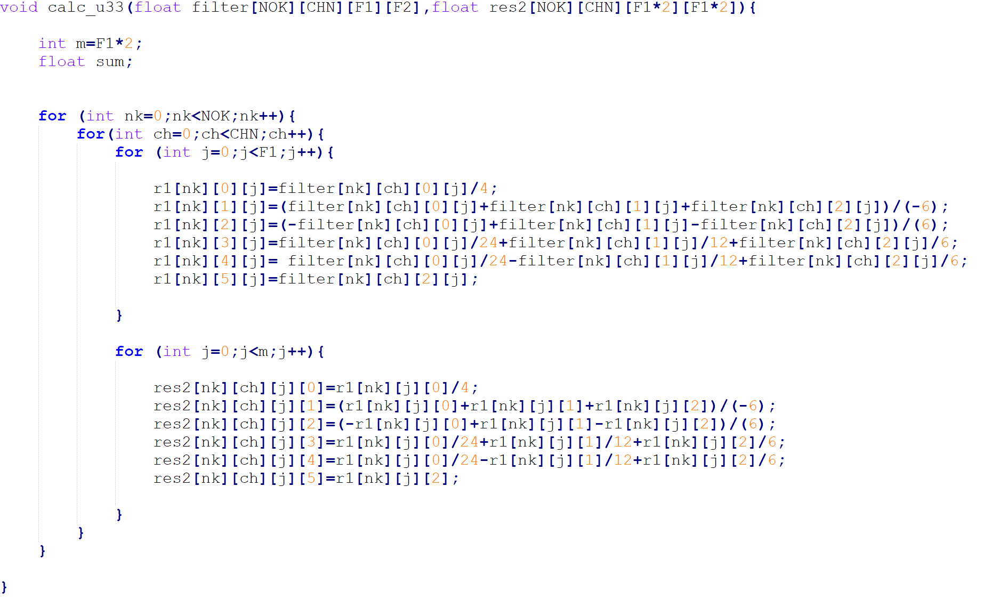 void calc_u33(float filter[NOK][CHN][F1][F2],float res2[NOK][CHN][F1*2][F1*2]){
int m=F1*2;
float sum;
for (int nk=0;nk<NOK;nk++){
for(int ch=0;ch<CHN;ch++){
for (int j=0;j<F1;j++){
r1[nk][0][j]=filter[nk][ch][0][j]/4;
r1[nk][1][j]=(filter[nk][ch][0][j]+filter[nk][ch][1][j]+filter[nk][ch][2][j])/(-6);
r1[nk][2][j]=(-filter[nk][ch][0][j]+filter[nk][ch][1][j]-filter[nk][ch][2][j])/(6);
r1[nk][3][j]=filter[nk][ch][0][j]/24+filter[nk][ch][1][j]/12+filter[nk][ch][2][j]/6;
r1[nk][4][j]= filter[nk][ch][0][j]/24-filter[nk][ch][1][j]/12+filter[nk][ch][2][j]/6;
r1[nk][5][j]=filter[nk][ch][2][j];
}
for (int j=0;j<m;j++){
res2[nk][ch][j][0]=r1[nk][j][0]/4;
res2[nk][ch][j][1]=(r1[nk][j][0]+r1[nk][j][1]+r1[nk][j][2])/(-6);
res2[nk][ch][j][2]=(-r1[nk][j][0]+r1[nk][j][1]-r1[nk][j][2])/(6);
res2[nk][ch][j][3]=r1[nk][j][0]/24+r1[nk][j][1]/12+r1[nk][j][2]/6;
res2[nk][ch][j][4]=r1[nk][j][0]/24-r1[nk][j][1]/12+r1[nk][j][2]/6;
res2[nk][ch][j][5]=r1[nk][j][2];
}
}
}
}